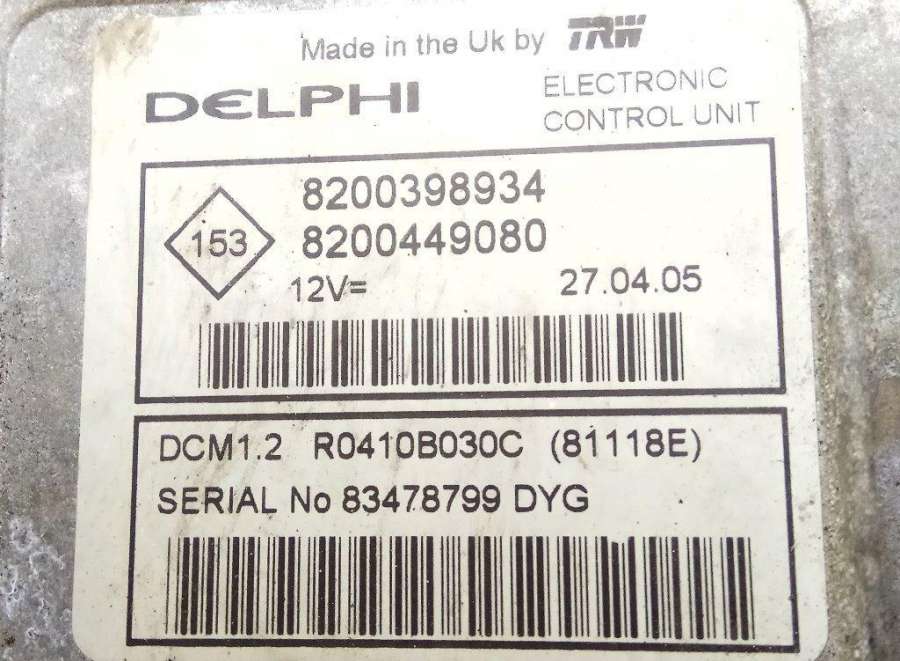 Made in the Uk by TRW
DELPHI
ELECTRONIC
CONTROL UNIT
153
8200398934
8200449080
12V=
27.04.05
DCM1.2 R0410B030C (81118E)
SERIAL No 83478799 DYG